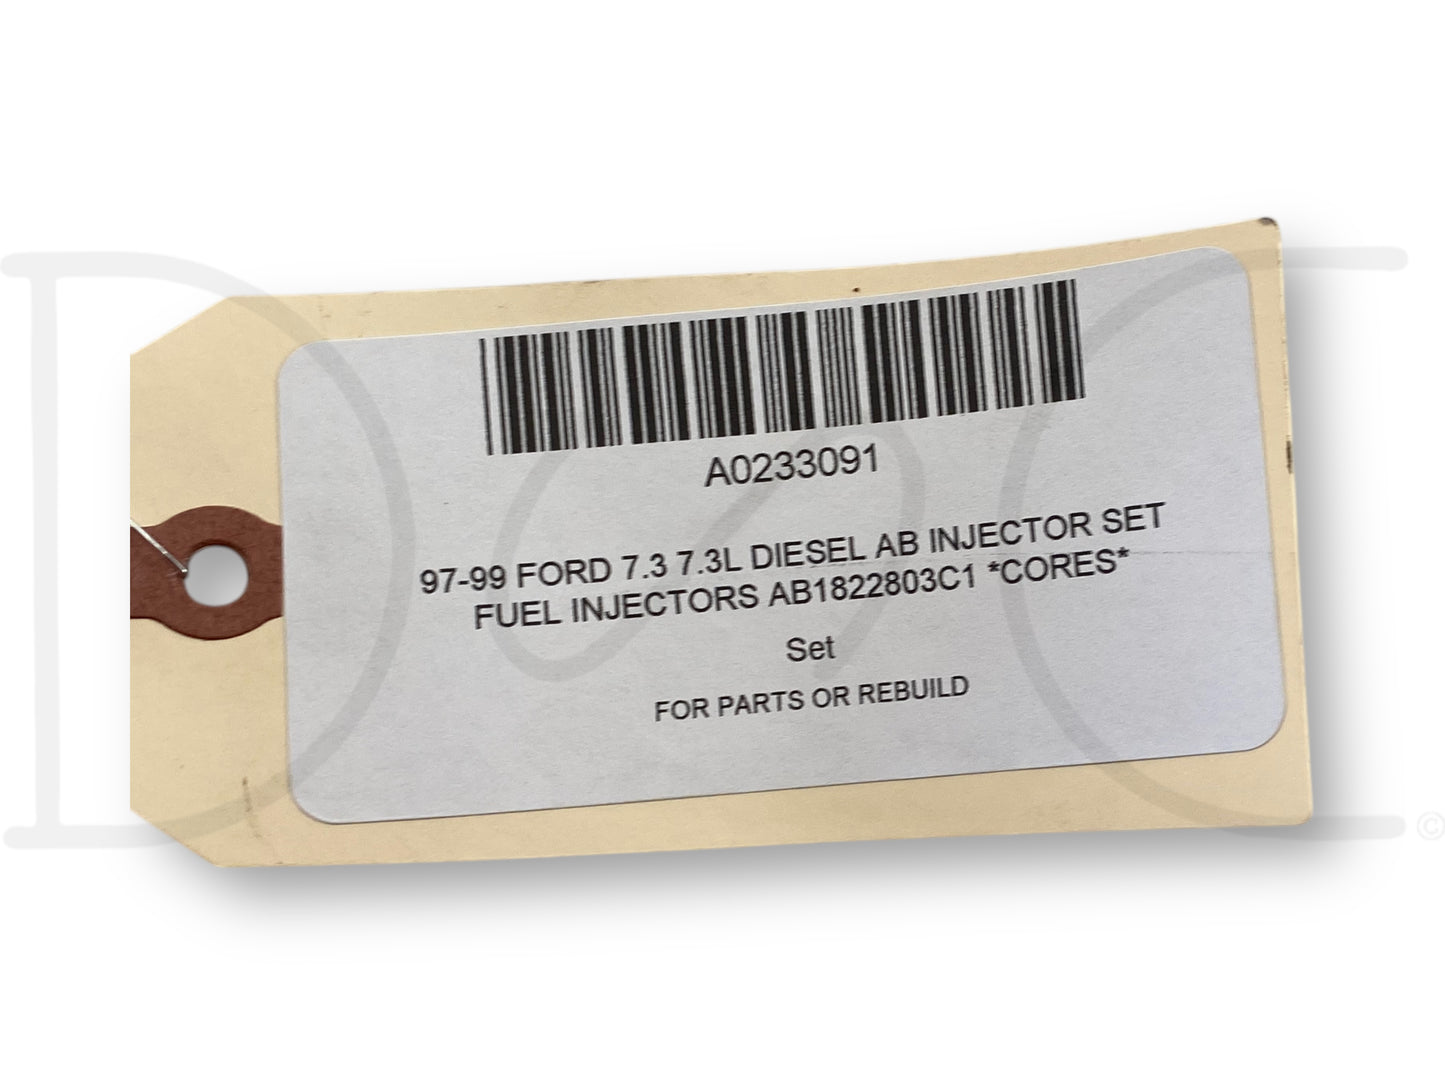 A0233091
97-99 FORD 7.3 7.3L DIESEL AB INJECTOR SET
FUEL INJECTORS AB1822803C1 *CORES*
Set
FOR PARTS OR REBUILD
©